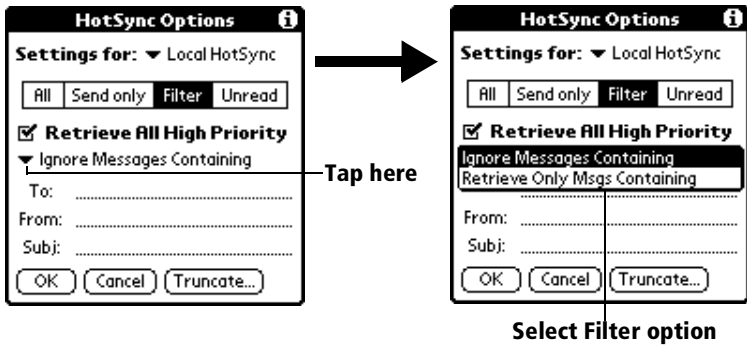 HotSync Options
Settings for: Local HotSync
All Send only Filter Unread
Retrieve All High Priority
Ignore Messages Containing
To:
From:
Subj:
OK Cancel Truncate...
Tap here
HotSync Options
Settings for: Local HotSync
All Send only Filter Unread
Retrieve All High Priority
Ignore Messages Containing
Retrieve Only Msgs Containing
From:
Subj:
OK Cancel Truncate...
Select Filter option